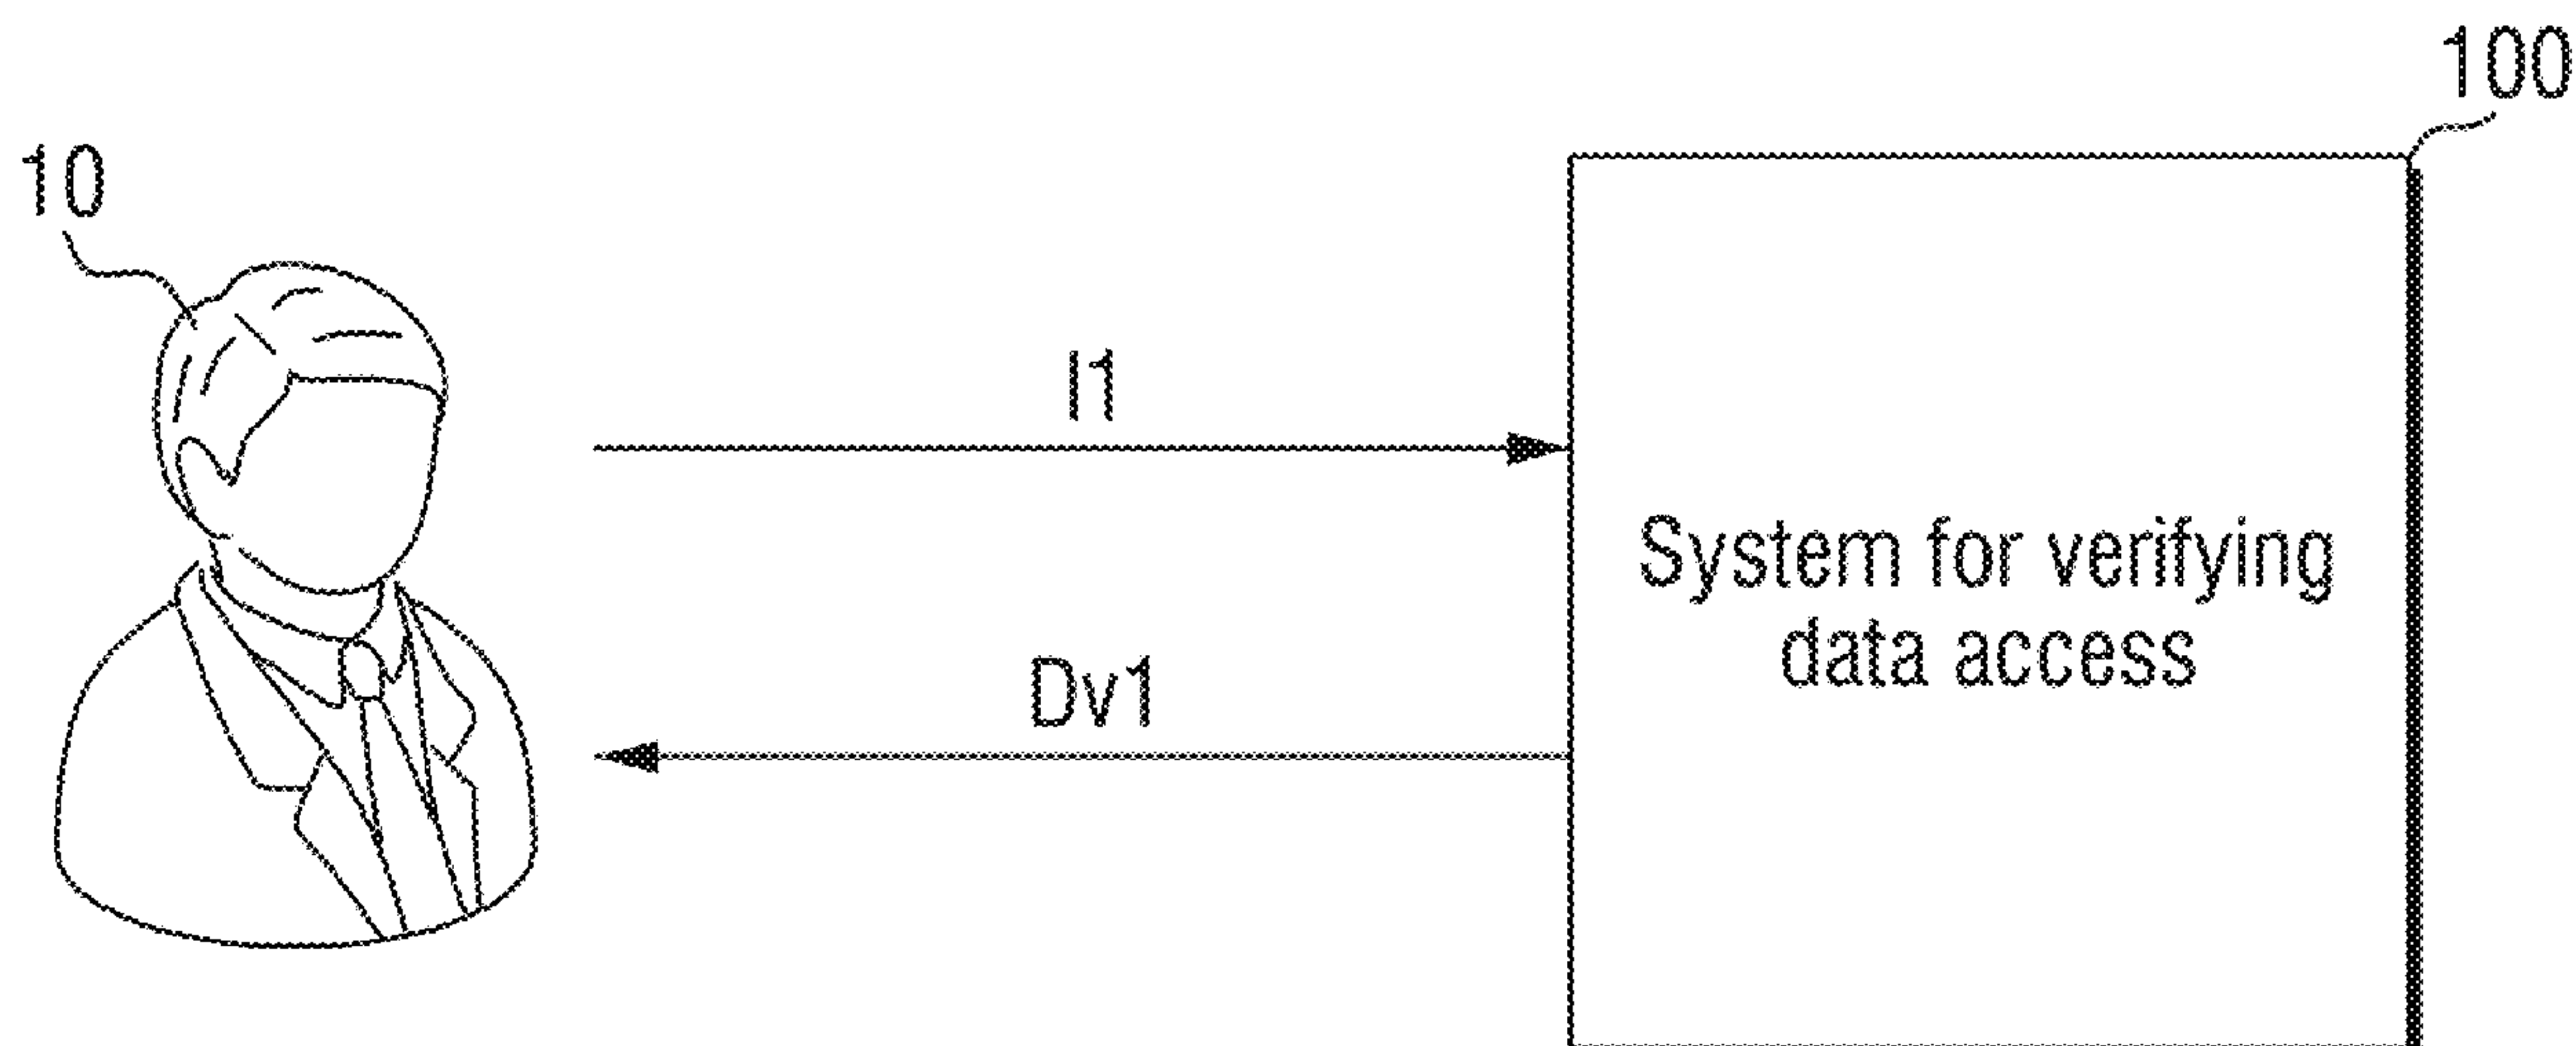 100
10
I1
System for verifying
data access
Dv1